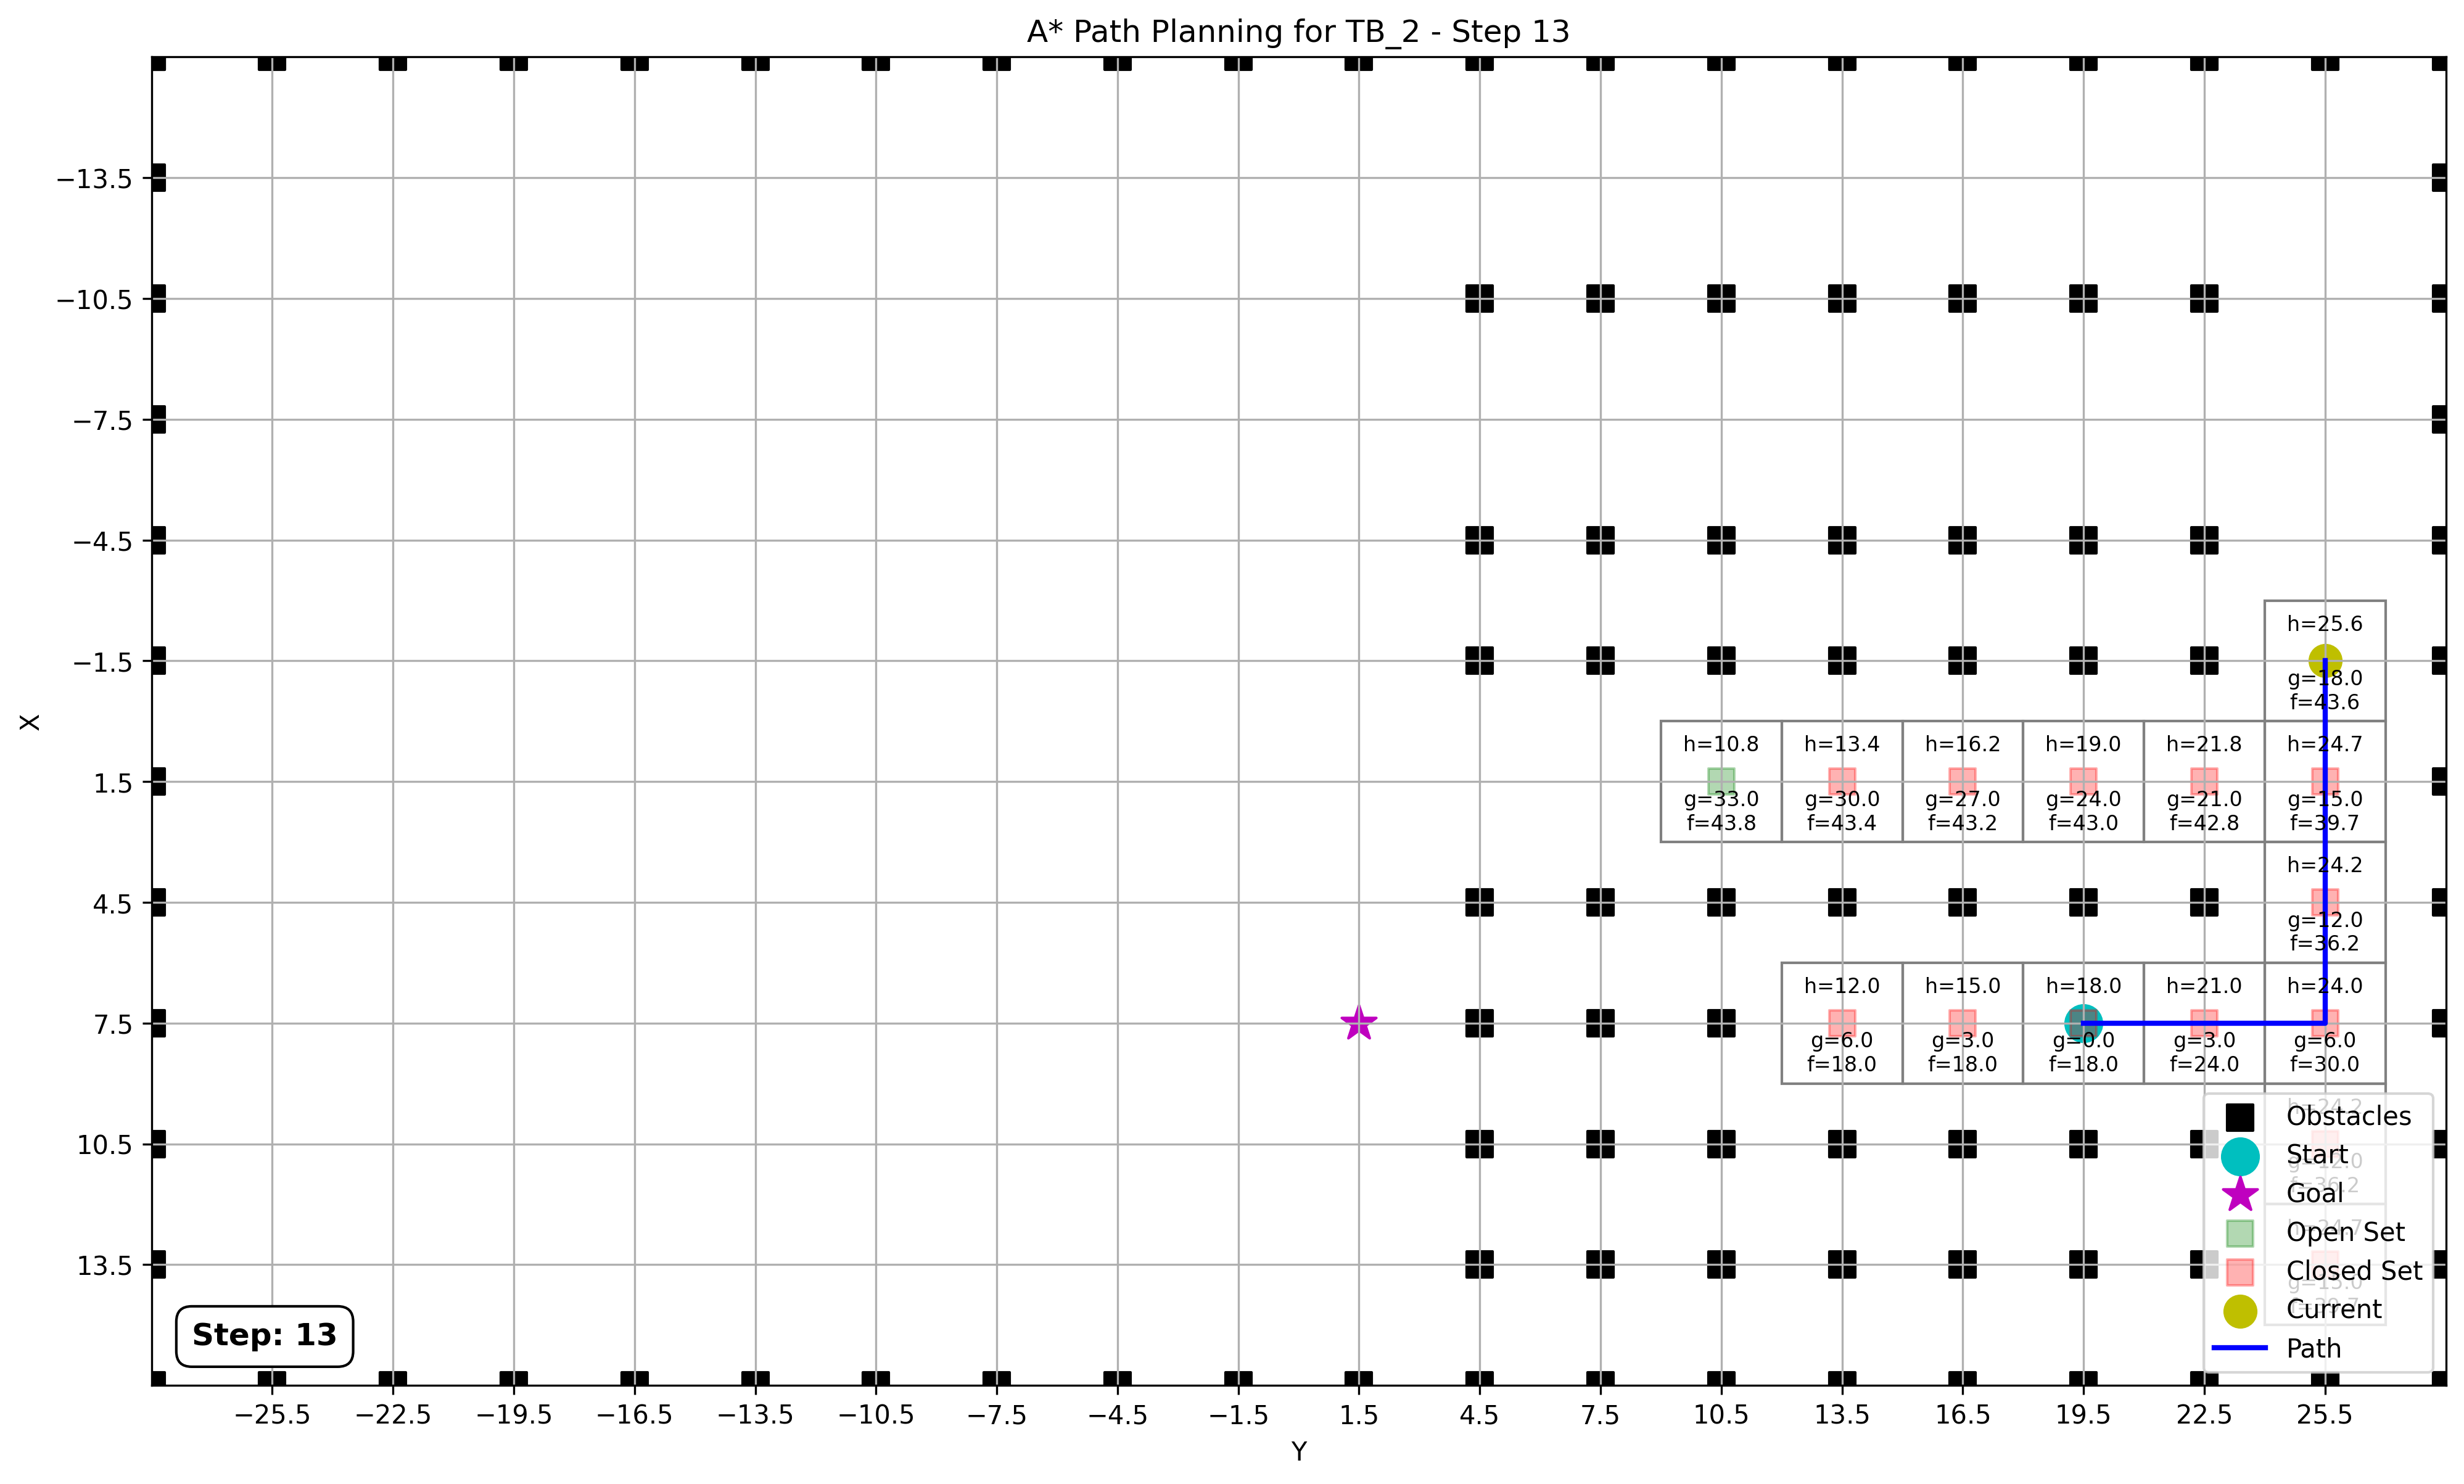 A* Path Planning for TB_2 - Step 13
X
−13.5
−10.5
−7.5
−4.5
−1.5
1.5
4.5
7.5
10.5
13.5
h=25.6
g=18.0
f=43.6
h=10.8
g=33.0
f=43.8
h=13.4
g=30.0
f=43.4
h=16.2
g=27.0
f=43.2
h=19.0
g=24.0
f=43.0
h=21.8
g=21.0
f=42.8
h=24.7
g=15.0
f=39.7
h=24.2
g=12.0
f=36.2
h=12.0
g=6.0
f=18.0
h=15.0
g=3.0
f=18.0
h=18.0
g=0.0
f=18.0
h=21.0
g=3.0
f=24.0
h=24.0
g=6.0
f=30.0
Obstacles
Start
Goal
Open Set
Closed Set
Current
Path
Step: 13
−25.5
−22.5
−19.5
−16.5
−13.5
−10.5
−7.5
−4.5
−1.5
1.5
4.5
7.5
10.5
13.5
16.5
19.5
22.5
25.5
Y